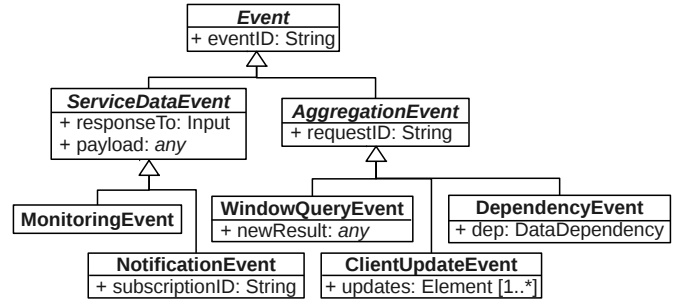 Event
+ eventID: String
ServiceDataEvent
+ responseTo: Input
+ payload: any
AggregationEvent
+ requestID: String
MonitoringEvent
WindowQueryEvent
+ newResult: any
DependencyEvent
+ dep: DataDependency
NotificationEvent
+ subscriptionID: String
ClientUpdateEvent
+ updates: Element [1..*]